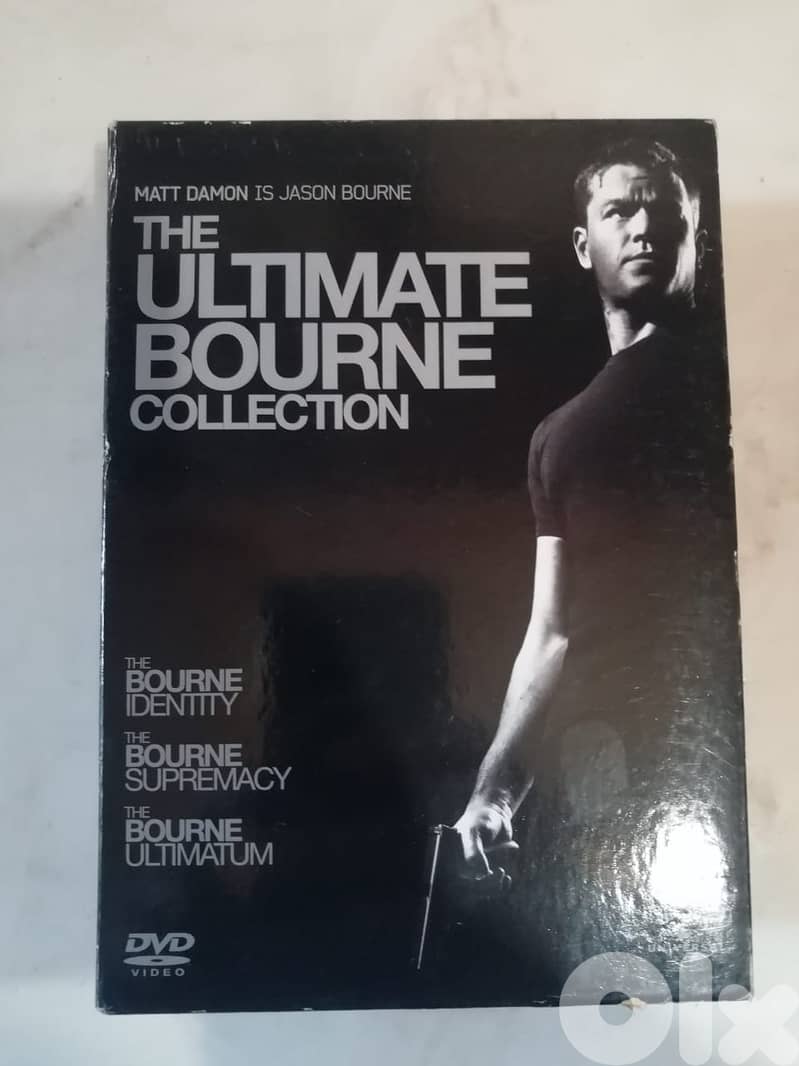 MATT DAMON IS JASON BOURNE
THE
ULTIMATE
BOURNE
COLLECTION
THE
BOURNE
IDENTITY
THE
BOURNE
SUPREMACY
THE
BOURNE
ULTIMATUM
DVD
VIDEO
UNIVERSAL
olx